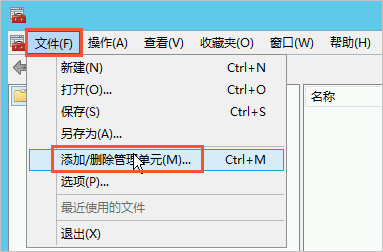 文件(F) 操作(A) 查看(V) 收藏夹(O) 窗口(W) 帮助(H)
新建(N) Ctrl+N
打开(O)... Ctrl+O
保存(S) Ctrl+S
另存为(A)...
添加/删除管理单元(M)... Ctrl+M
选项(P)...
最近使用的文件
退出(X)
名称